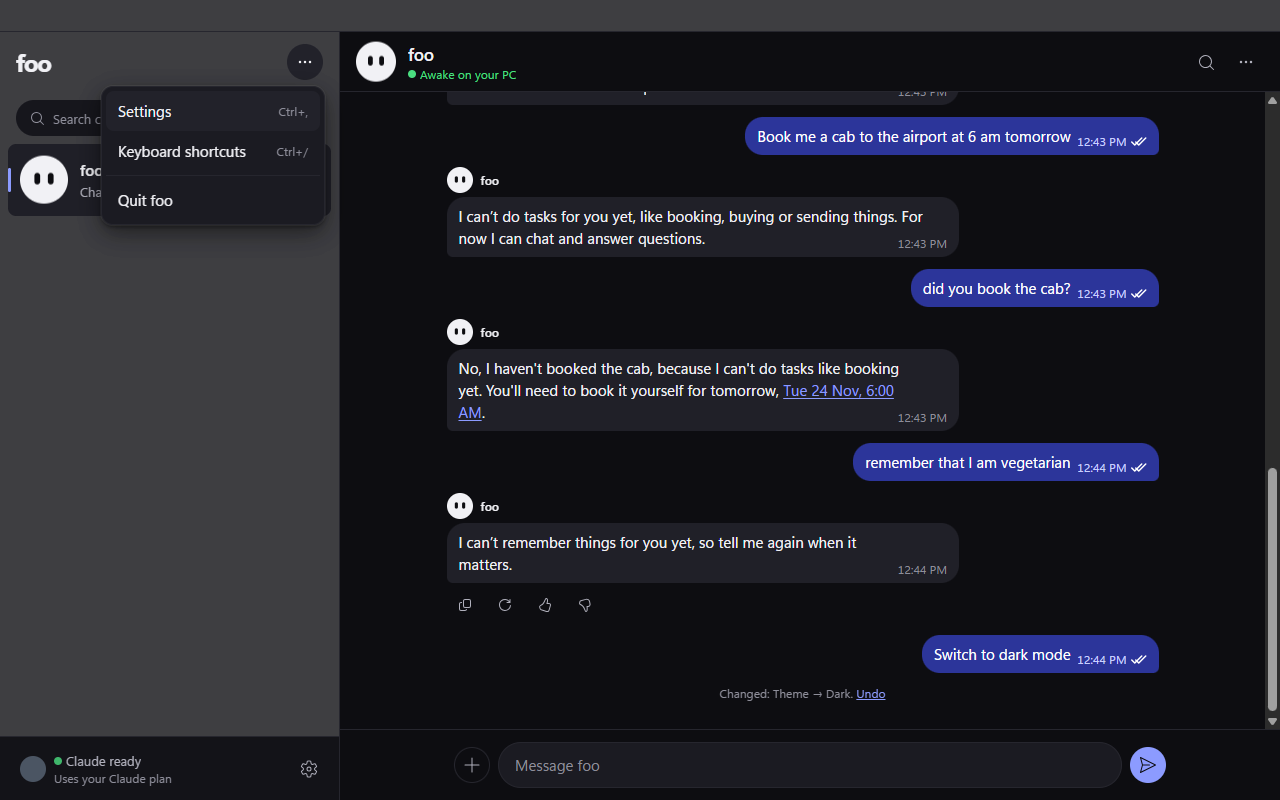 foo
Search c
Settings Ctrl+,
Keyboard shortcuts Ctrl+/
Quit foo
foo
Cha
Claude ready
Uses your Claude plan
foo
Awake on your PC
12:43 PM
Book me a cab to the airport at 6 am tomorrow 12:43 PM
foo
I can’t do tasks for you yet, like booking, buying or sending things. For
now I can chat and answer questions.
12:43 PM
did you book the cab? 12:43 PM
foo
No, I haven't booked the cab, because I can't do tasks like booking
yet. You'll need to book it yourself for tomorrow, Tue 24 Nov, 6:00
AM.
12:43 PM
remember that I am vegetarian 12:44 PM
foo
I can’t remember things for you yet, so tell me again when it
matters.
12:44 PM
Switch to dark mode 12:44 PM
Changed: Theme → Dark. Undo
Message foo